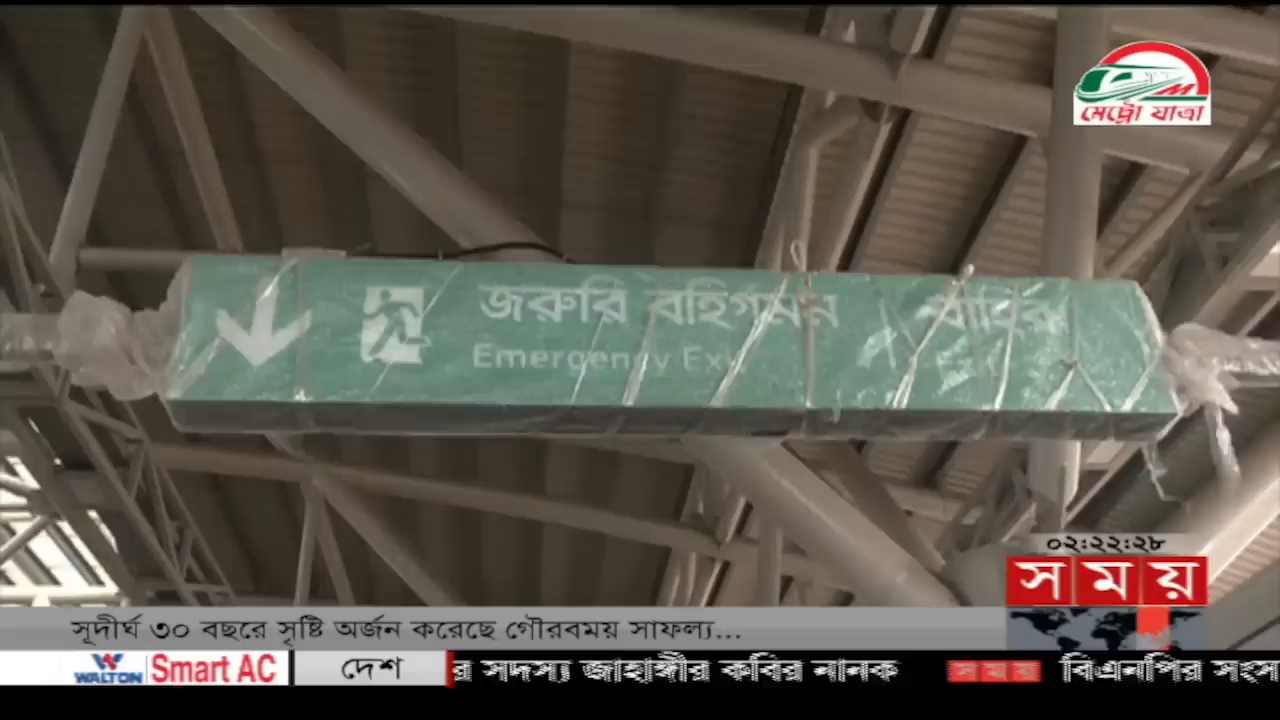 মেট্রো যাত্রা
জরুরি বহির্গমন বাহির
Emergency Exit
০২:২২:২৮
সময়
সূদীর্ঘ ৩০ বছরে সৃষ্টি অর্জন করেছে গৌরবময় সাফল্য...
WALTON Smart AC দেশ র সদস্য জাহাঙ্গীর কবির নানক সময় বিএনপির সংস